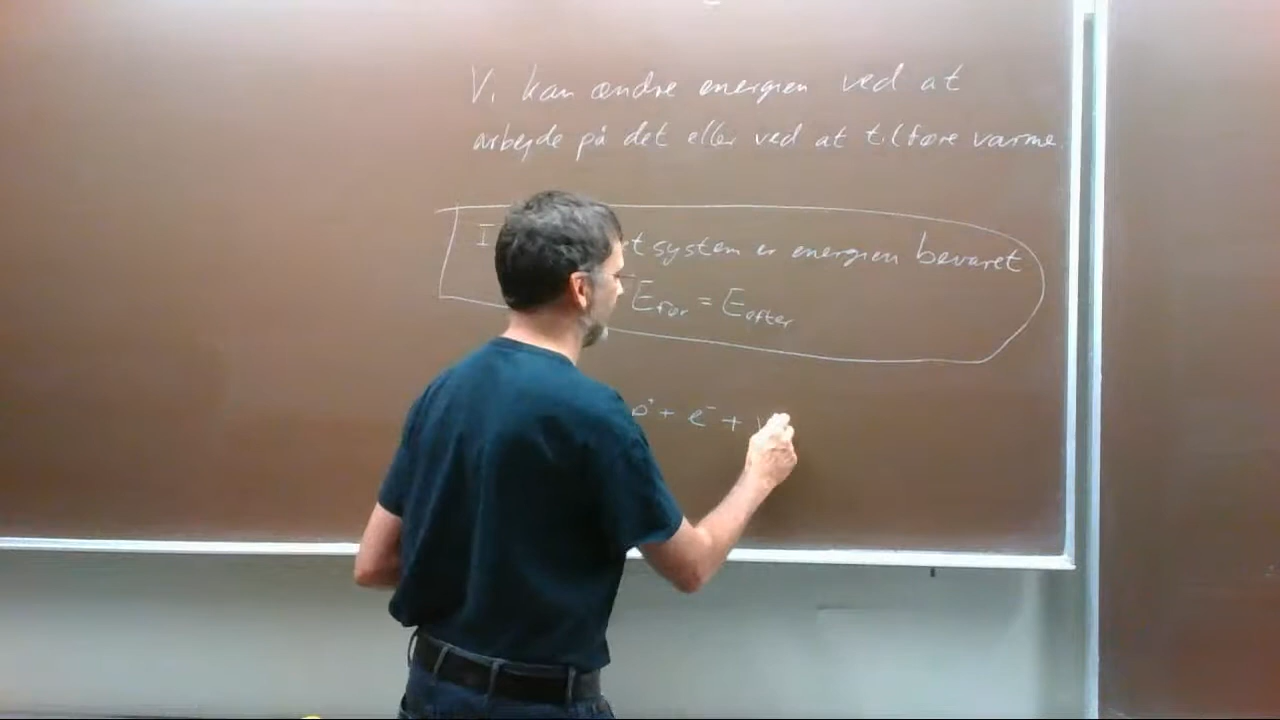 Vi kan ændre energien ved at
arbejde på det eller ved at tilføre varme.
I t system er energien bevaret
E_før = E_efter
p⁺ + e⁻ +